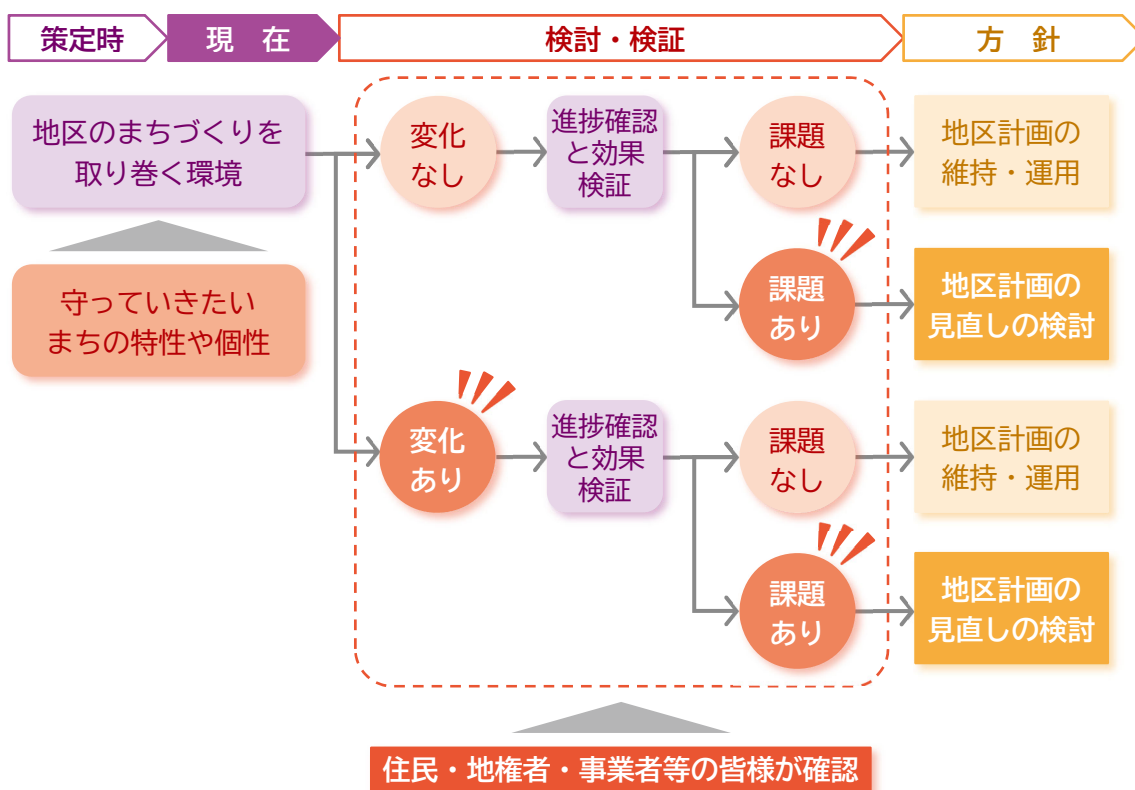 策定時
現　在
検討・検証
方　針
地区のまちづくりを
取り巻く環境
守っていきたい
まちの特性や個性
変化
なし
進捗確認
と効果
検証
課題
なし
地区計画の
維持・運用
課題
あり
地区計画の
見直しの検討
変化
あり
進捗確認
と効果
検証
課題
なし
地区計画の
維持・運用
課題
あり
地区計画の
見直しの検討
住民・地権者・事業者等の皆様が確認